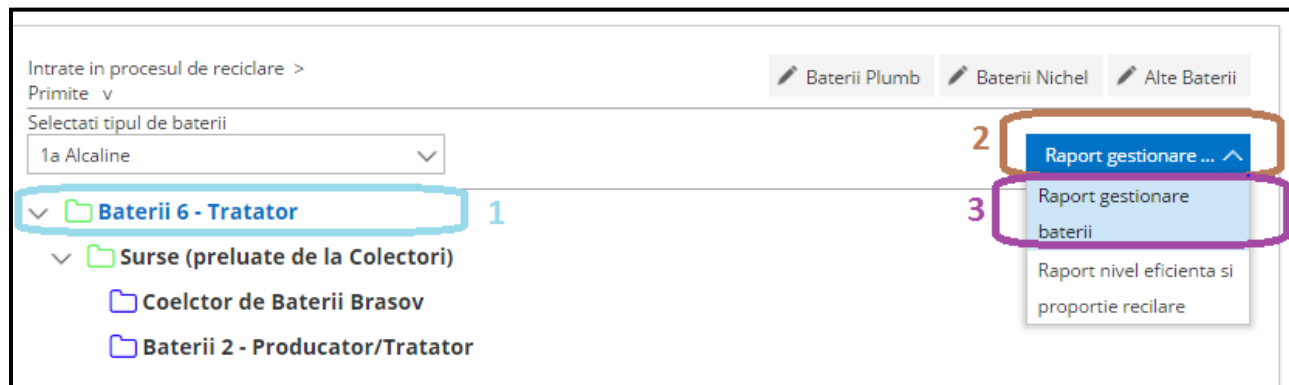 Intrate in procesul de reciclare >
Primite v
Baterii Plumb
Baterii Nichel
Alte Baterii
Selectati tipul de baterii
1a Alcaline
2
Raport gestionare ...
Baterii 6 - Tratator
1
3
Raport gestionare
baterii
Surse (preluate de la Colectori)
Raport nivel eficienta si
proportie recilare
Coelctor de Baterii Brasov
Baterii 2 - Producator/Tratator